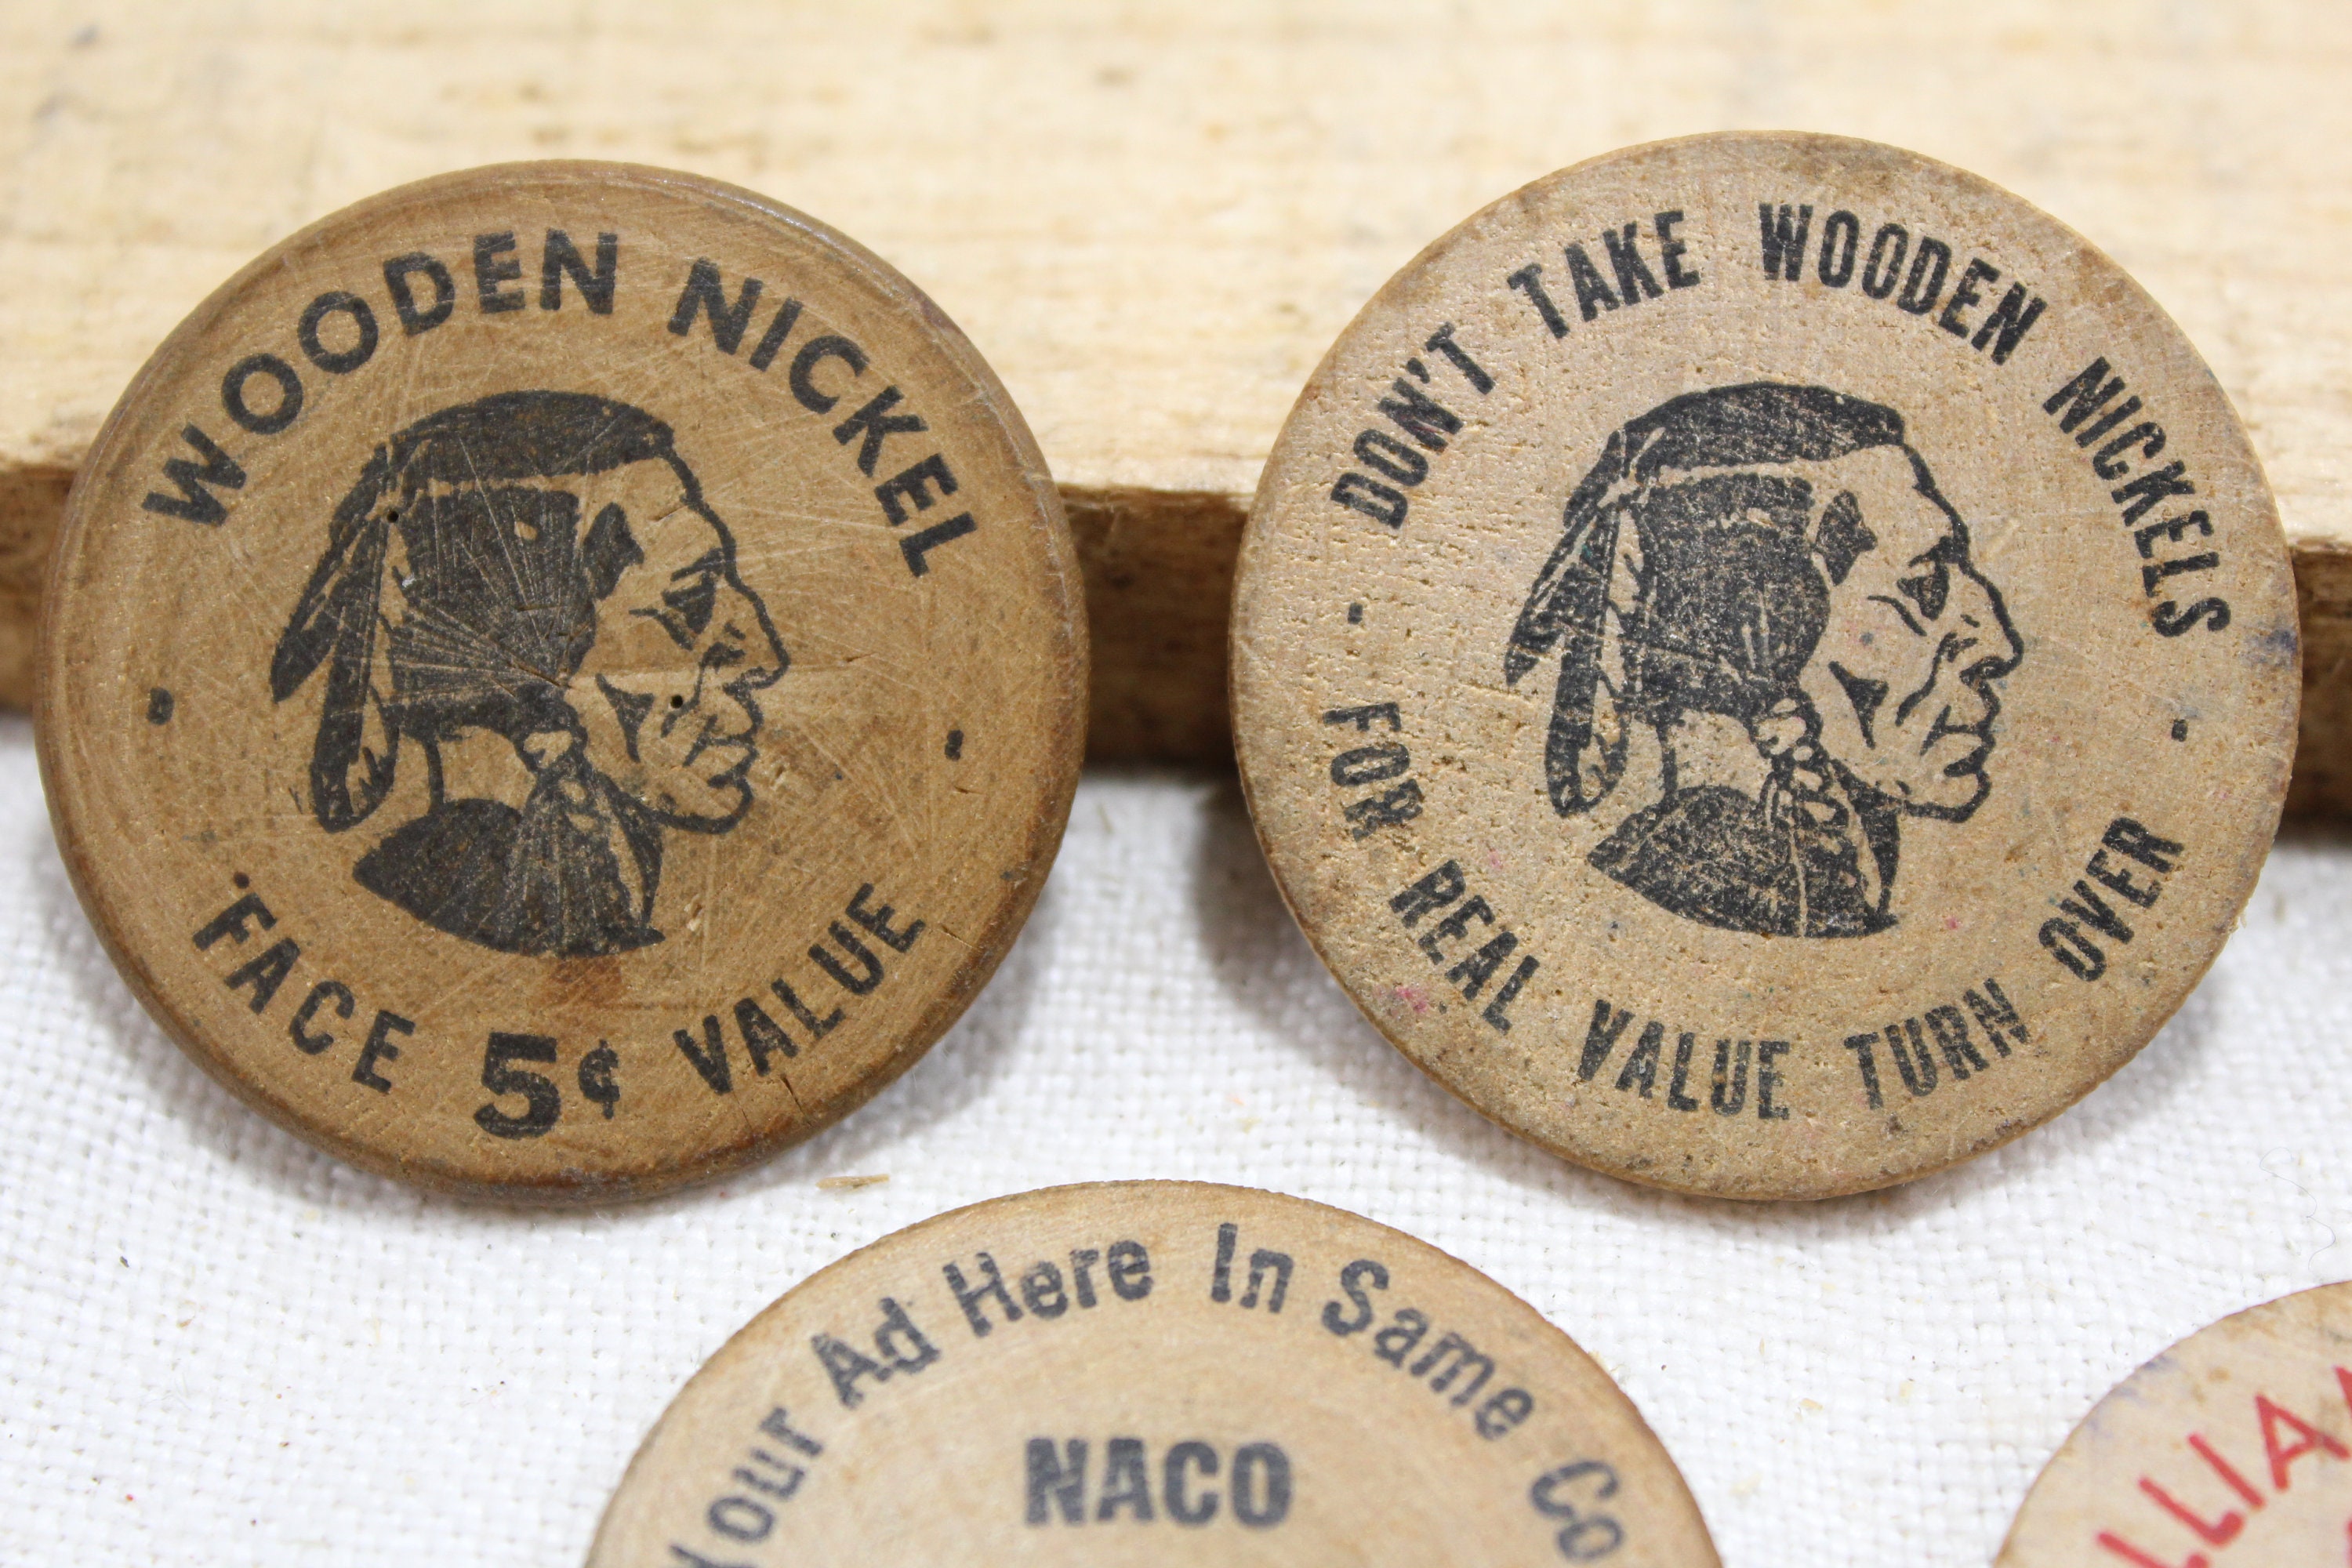 WOODEN NICKEL
FACE 5¢ VALUE
DON'T TAKE WOODEN NICKELS
FOR REAL VALUE TURN OVER
Your Ad Here In Same Co
NACO